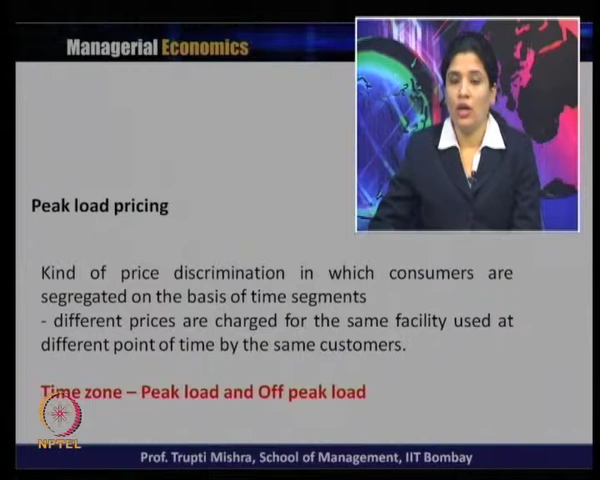 Managerial Economics
Peak load pricing
Kind of price discrimination in which consumers are
segregated on the basis of time segments
- different prices are charged for the same facility used at
different point of time by the same customers.
Time zone – Peak load and Off peak load
NPTEL
Prof. Trupti Mishra, School of Management, IIT Bombay